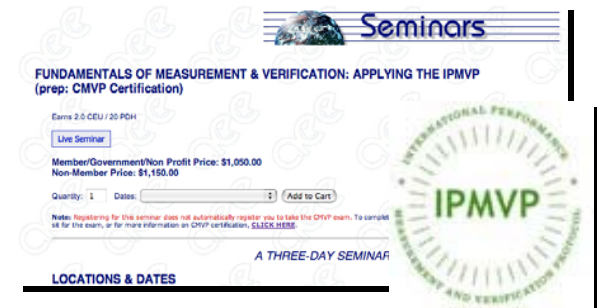 Seminars
FUNDAMENTALS OF MEASUREMENT & VERIFICATION: APPLYING THE IPMVP
(prep: CMVP Certification)
Earns 2.0 CEU / 20 PDH
Live Seminar
Member/Government/Non Profit Price: $1,050.00
Non-Member Price: $1,150.00
Quantity: 1 Dates: Add to Cart
Note: Registering for this seminar does not automatically register you to take the CMVP exam. To complet
sit for the exam, or for more information on CMVP certification, CLICK HERE.
A THREE-DAY SEMINAR
LOCATIONS & DATES
INTERNATIONAL PERFORMANCE
IPMVP
MEASUREMENT AND VERIFICATION PROTOCOL